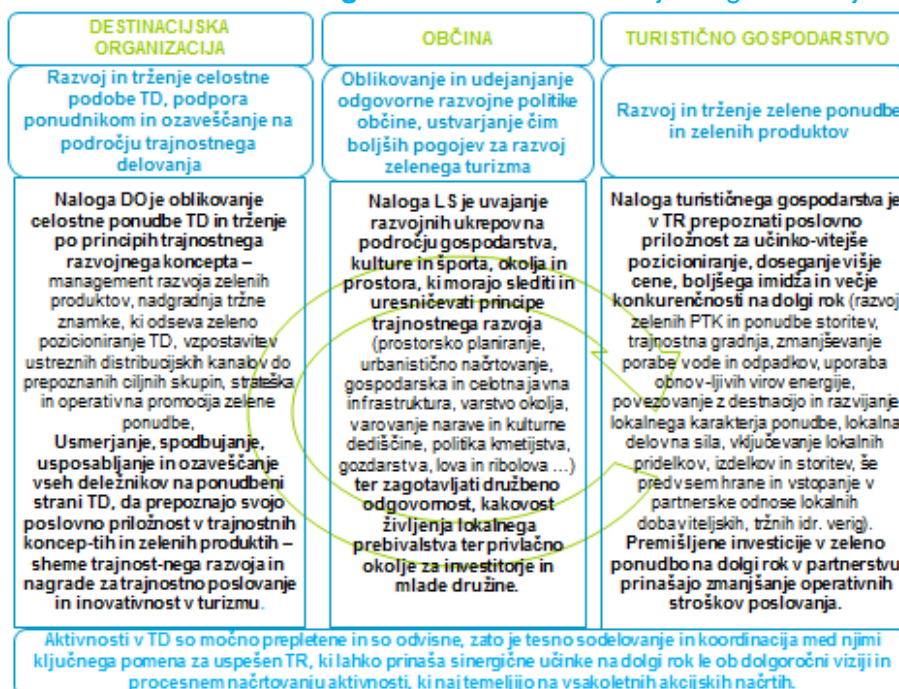 DESTINACIJSKA
ORGANIZACIJA
Razvoj in trženje celostne
podobe TD, podpora
ponudnikom in ozaveščanje na
področju trajnostnega
delovanja
Naloga DO je oblikovanje
celostne ponudbe TD in trženje
po principih trajnostnega
razvojnega koncepta –
management razvoja zelenih
produktov, nadgradnja tržne
znamke, ki odseva zeleno
pozicioniranje TD, vzpostavitev
ustreznih distribucijskih kanalov do
prepoznanih ciljnih skupin, strateška
in operativna promocija zelene
ponudbe,
Usmerjanje, spodbujanje,
usposabljanje in ozaveščanje
vseh deležnikov na ponudbeni
strani TD, da prepoznajo svojo
poslovno priložnost v trajnostnih
koncep-tih in zelenih produktih –
sheme trajnost-nega razvoja in
nagrade za trajnostno poslovanje
in inovativnost v turizmu.
OBČINA
Oblikovanje in udejanjanje
odgovorne razvojne politike
občine, ustvarjanje čim
boljših pogojev za razvoj
zelenega turizma
Naloga LS je uvajanje
razvojnih ukrepov na
področju gospodarstva,
kulture in športa, okolja in
prostora, ki morajo slediti in
uresničevati principe
trajnostnega razvoja
(prostorsko planiranje,
urbanistično načrtovanje,
gospodarska in celotna javna
infrastruktura, varstvo okolja,
varovanje narave in kulturne
dediščine, politika kmetijstva,
gozdarstva, lova in ribolova ...)
ter zagotavljati družbeno
odgovornost, kakovost
življenja lokalnega
prebivalstva ter privlačno
okolje za investitorje in
mlade družine.
TURISTIČNO GOSPODARSTVO
Razvoj in trženje zelene ponudbe
in zelenih produktov
Naloga turističnega gospodarstva je
v TR prepoznati poslovno
priložnost za učinko-vitejše
pozicioniranje, doseganje višje
cene, boljšega imidža in večje
konkurenčnosti na dolgi rok (razvoj
zelenih PTK in ponudbe storitev,
trajnostna gradnja, zmanjševanje
porabe vode in odpadkov, uporaba
obnov-ljivih virov energije,
povezovanje z destnacijo in razvijanje
lokalnega karakterja ponudbe, lokalna
delovna sila, vključevanje lokalnih
pridelkov, izdelkov in storitev, še
predvsem hrane in vstopanje v
partnerske odnose lokalnih
dobaviteljskih, tržnih idr. verig).
Premišljene investicije v zeleno
ponudbo na dolgi rok v partnerstvu
prinašajo zmanjšanje operativnih
stroškov poslovanja.
Aktivnosti v TD so močno prepletene in so odvisne, zato je tesno sodelovanje in koordinacija med njimi
ključnega pomena za uspešen TR, ki lahko prinaša sinergične učinke na dolgi rok le ob dolgoročni viziji in
procesnem načrtovanju aktivnosti, ki naj temeljijo na vsakoletnih akcijskih načrtih.